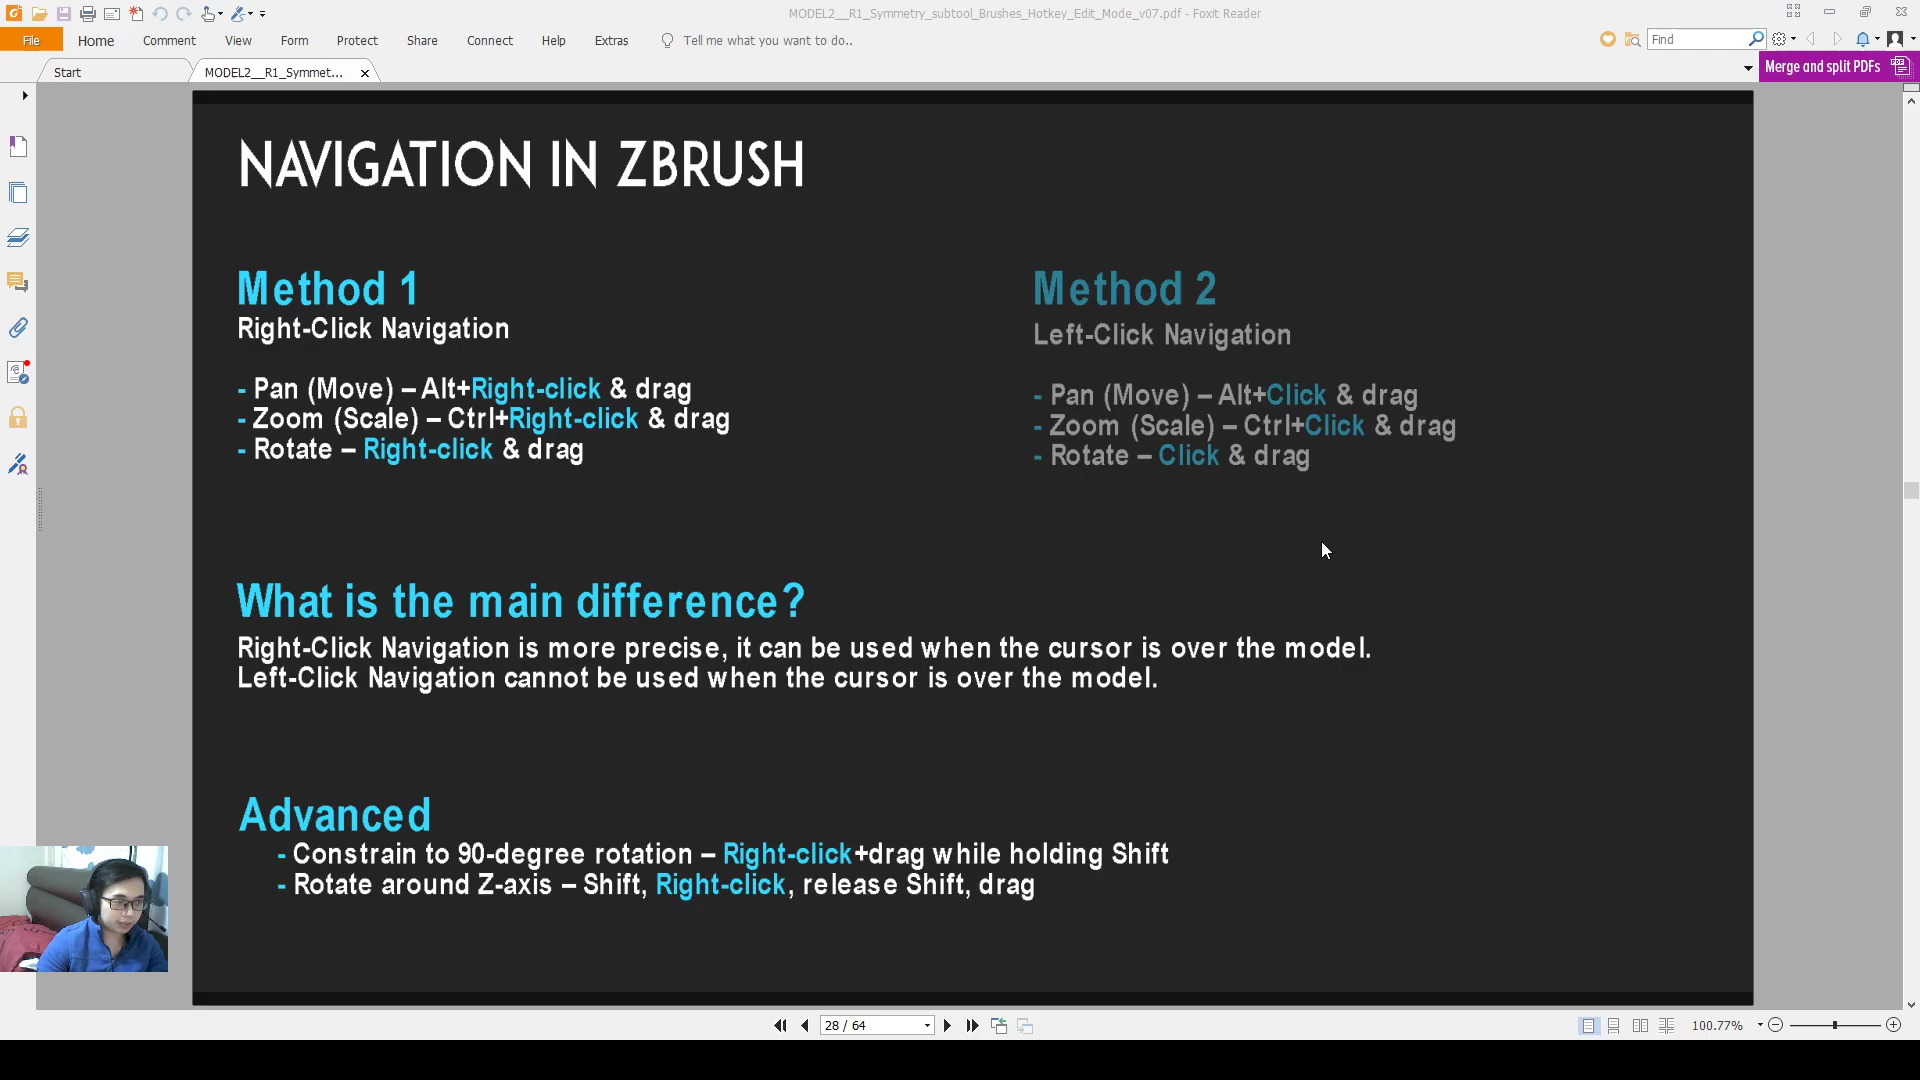 MODEL2__R1_Symmetry_subtool_Brushes_Hotkey_Edit_Mode_v07.pdf - Foxit Reader
File Home Comment View Form Protect Share Connect Help Extras Tell me what you want to do.. Find
Start MODEL2__R1_Symmet... Merge and split PDFs
NAVIGATION IN ZBRUSH
Method 1
Right-Click Navigation
- Pan (Move) – Alt+Right-click & drag
- Zoom (Scale) – Ctrl+Right-click & drag
- Rotate – Right-click & drag
Method 2
Left-Click Navigation
- Pan (Move) – Alt+Click & drag
- Zoom (Scale) – Ctrl+Click & drag
- Rotate – Click & drag
What is the main difference?
Right-Click Navigation is more precise, it can be used when the cursor is over the model.
Left-Click Navigation cannot be used when the cursor is over the model.
Advanced
- Constrain to 90-degree rotation – Right-click+drag while holding Shift
- Rotate around Z-axis – Shift, Right-click, release Shift, drag
28 / 64 100.77%